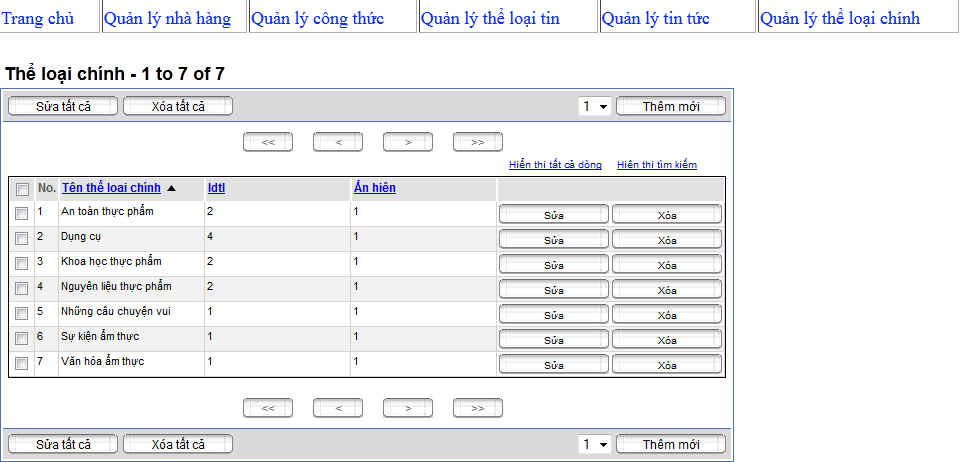 Trang chủ Quản lý nhà hàng Quản lý công thức Quản lý thể loại tin Quản lý tin tức Quản lý thể loại chính
Thể loại chính - 1 to 7 of 7
Sửa tất cả Xóa tất cả 1 Thêm mới
<< < > >>
Hiển thị tất cả dòng Hiên thi tìm kiếm
No. Tên thể loại chính Idtl Ẩn hiên
1 An toàn thực phẩm 2 1 Sửa Xóa
2 Dụng cụ 4 1 Sửa Xóa
3 Khoa học thực phẩm 2 1 Sửa Xóa
4 Nguyên liệu thực phẩm 2 1 Sửa Xóa
5 Những câu chuyện vui 1 1 Sửa Xóa
6 Sự kiện ẩm thực 1 1 Sửa Xóa
7 Văn hóa ẩm thực 1 1 Sửa Xóa
<< < > >>
Sửa tất cả Xóa tất cả 1 Thêm mới